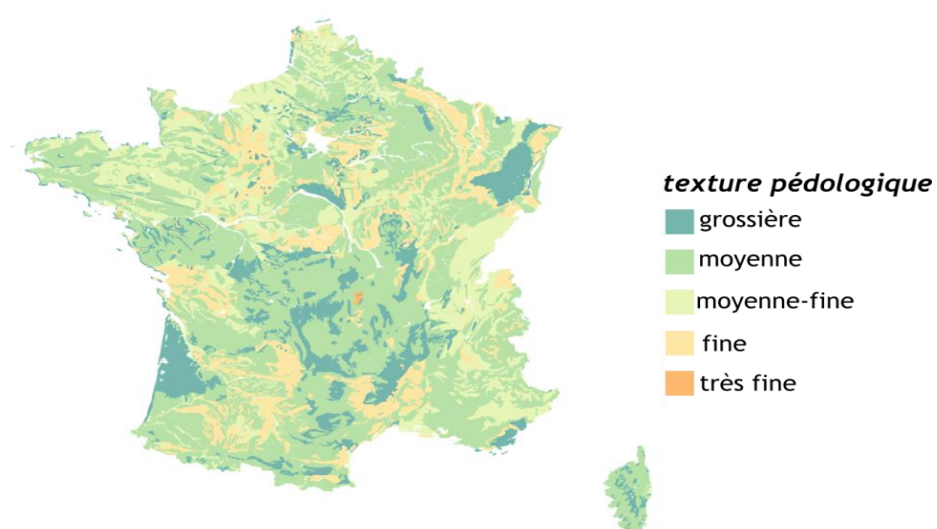 texture pédologique
grossière
moyenne
moyenne-fine
fine
très fine